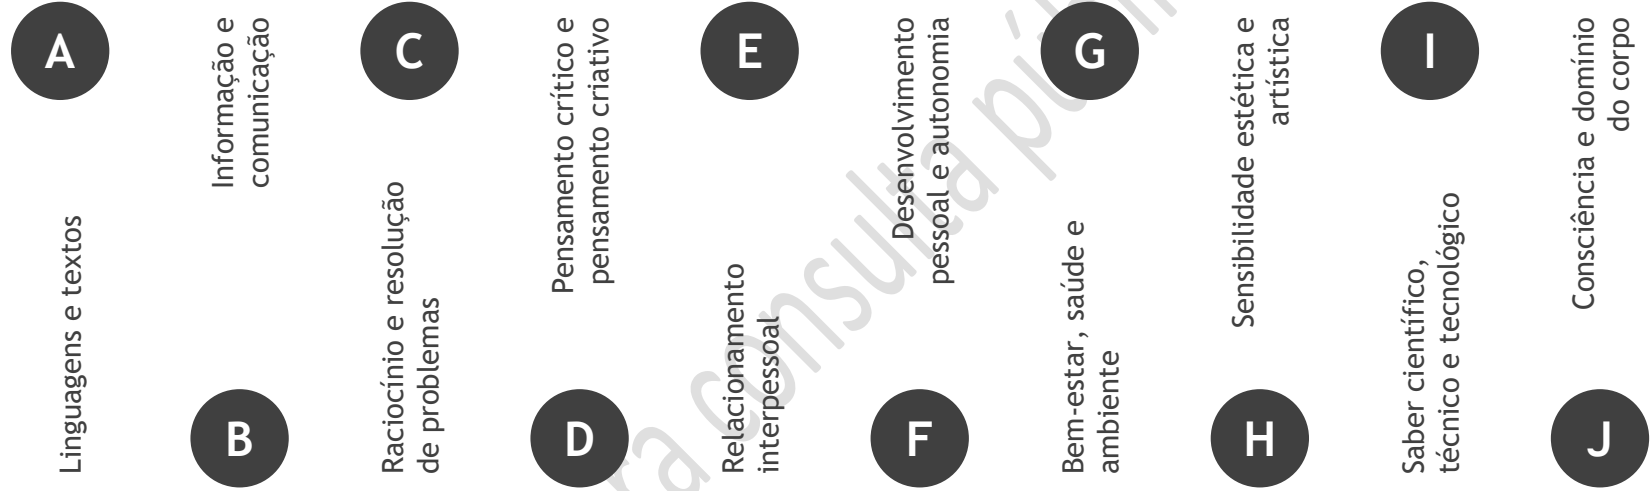 A
Linguagens e textos
B
Informação e
comunicação
C
Raciocínio e resolução
de problemas
D
Pensamento crítico e
pensamento criativo
E
Relacionamento
interpessoal
F
Desenvolvimento
pessoal e autonomia
G
Bem-estar, saúde e
ambiente
H
Sensibilidade estética e
artística
I
Saber científico,
técnico e tecnológico
J
Consciência e domínio
do corpo
consulta